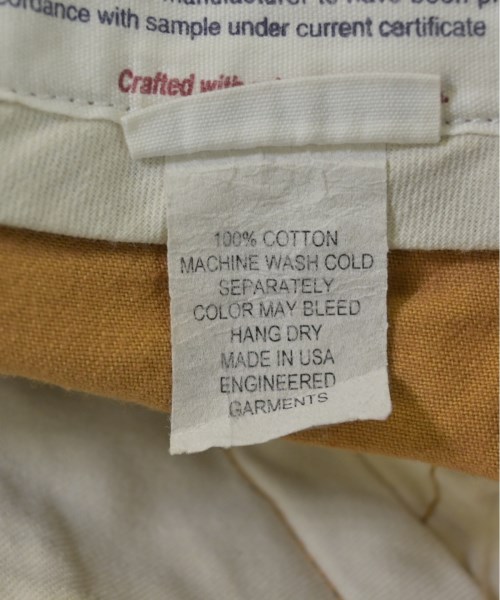 with sample under current certificate
Crafted
100% COTTON
MACHINE WASH COLD
SEPARATELY
COLOR MAY BLEED
HANG DRY
MADE IN USA
ENGINEERED
GARMENTS